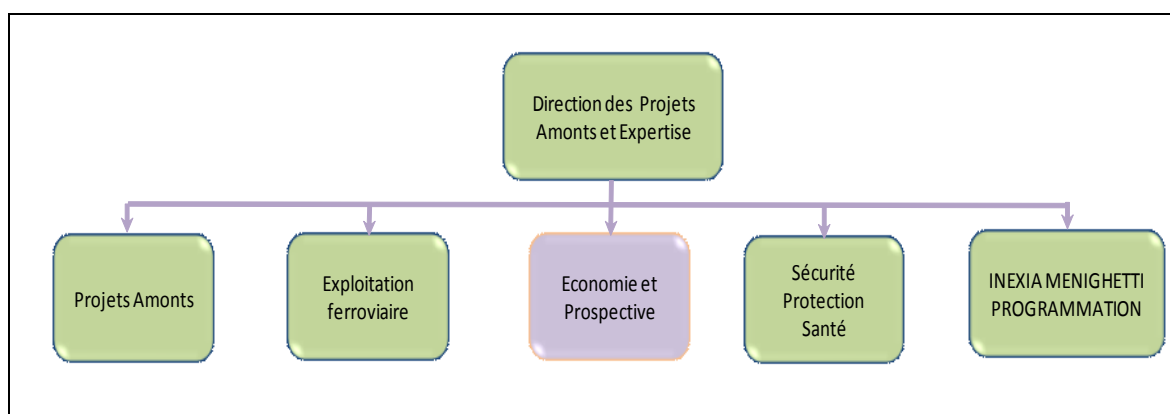 Direction des Projets
Amonts et Expertise
Projets Amonts
Exploitation
ferroviaire
Economie et
Prospective
Sécurité
Protection
Santé
INEXIA MENIGHETTI
PROGRAMMATION